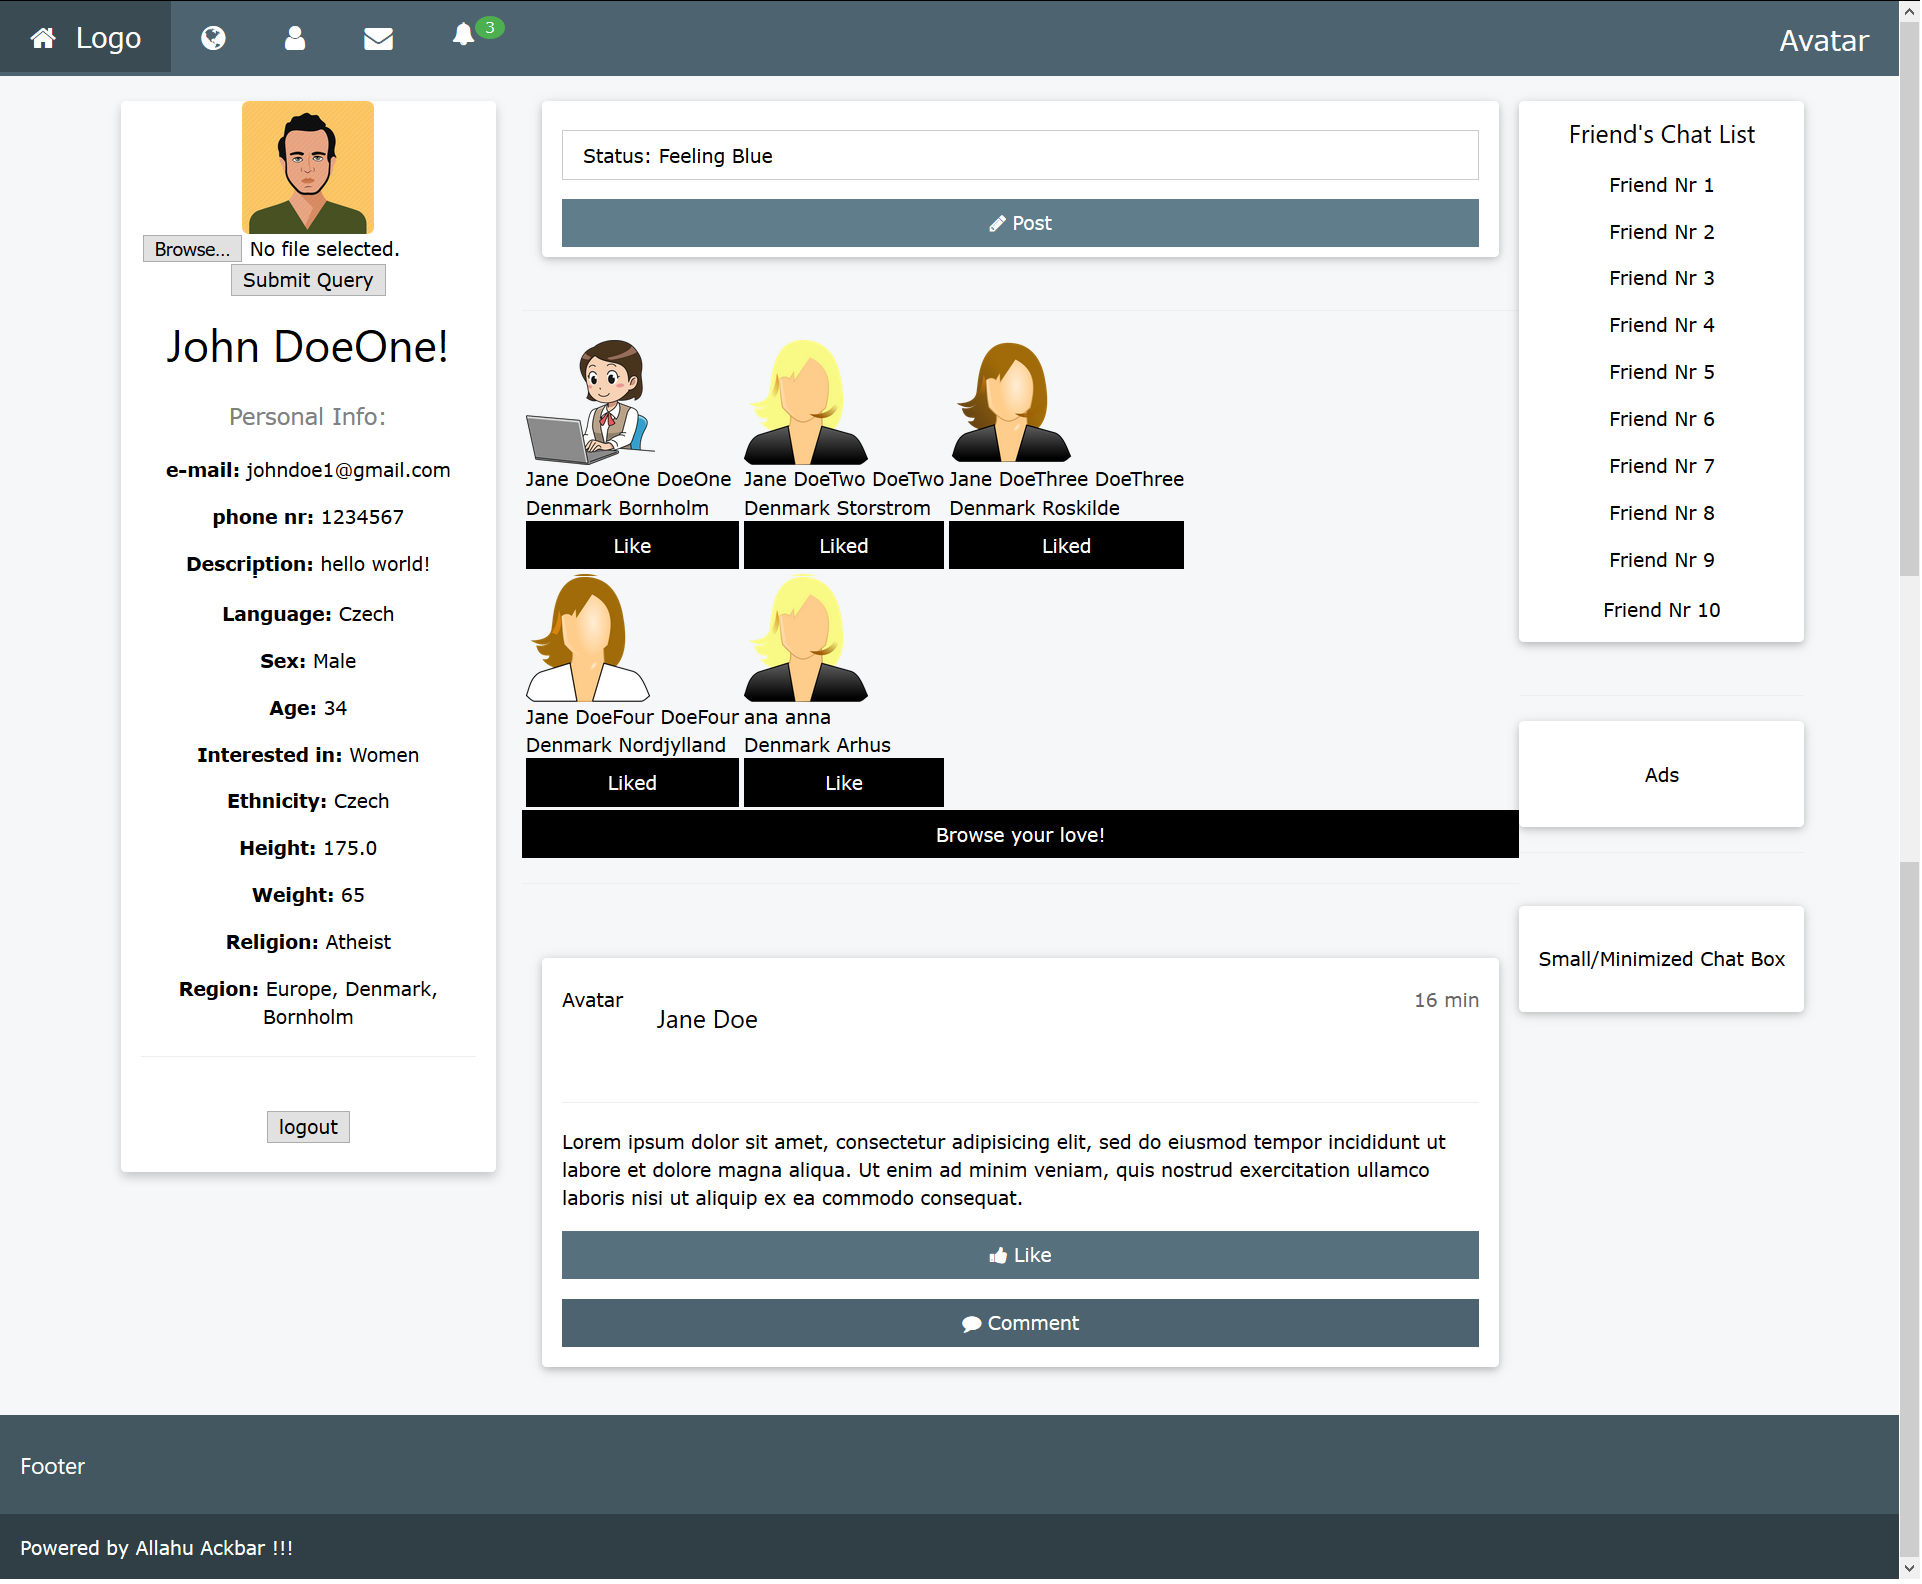 Logo
3
Avatar
Browse... No file selected.
Submit Query
John DoeOne!
Personal Info:
e-mail: johndoe1@gmail.com
phone nr: 1234567
Description: hello world!
Language: Czech
Sex: Male
Age: 34
Interested in: Women
Ethnicity: Czech
Height: 175.0
Weight: 65
Religion: Atheist
Region: Europe, Denmark,
Bornholm
logout
Status: Feeling Blue
Post
Jane DoeOne DoeOne
Denmark Bornholm
Like
Jane DoeTwo DoeTwo
Denmark Storstrom
Liked
Jane DoeThree DoeThree
Denmark Roskilde
Liked
Jane DoeFour DoeFour
Denmark Nordjylland
Liked
ana anna
Denmark Arhus
Like
Browse your love!
Avatar
Jane Doe
16 min
Lorem ipsum dolor sit amet, consectetur adipisicing elit, sed do eiusmod tempor incididunt ut
labore et dolore magna aliqua. Ut enim ad minim veniam, quis nostrud exercitation ullamco
laboris nisi ut aliquip ex ea commodo consequat.
Like
Comment
Friend's Chat List
Friend Nr 1
Friend Nr 2
Friend Nr 3
Friend Nr 4
Friend Nr 5
Friend Nr 6
Friend Nr 7
Friend Nr 8
Friend Nr 9
Friend Nr 10
Ads
Small/Minimized Chat Box
Footer
Powered by Allahu Ackbar !!!